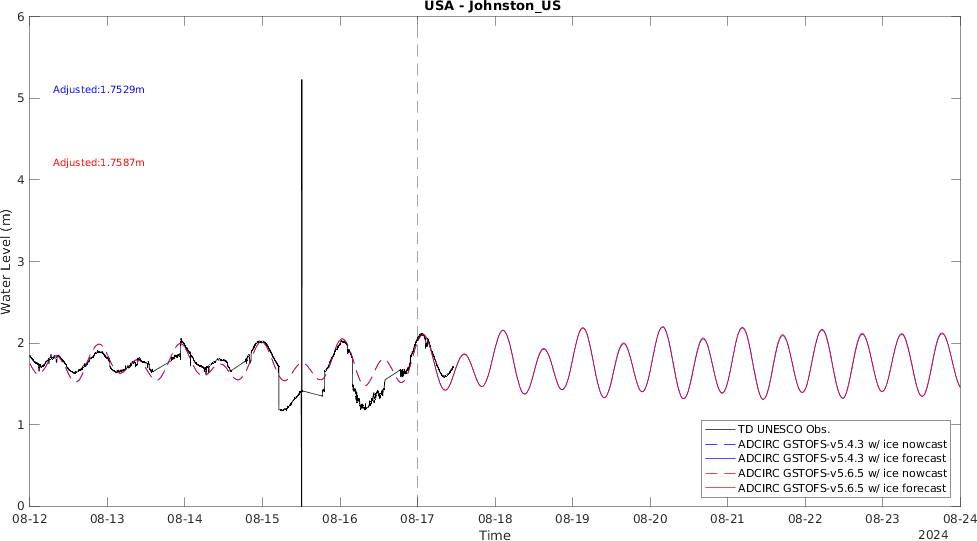 USA - Johnston_US
6
5
4
3
2
1
0
Water Level (m)
Adjusted:1.7529m
Adjusted:1.7587m
TD UNESCO Obs.
ADCIRC GSTOFS-v5.4.3 w/ ice nowcast
ADCIRC GSTOFS-v5.4.3 w/ ice forecast
ADCIRC GSTOFS-v5.6.5 w/ ice nowcast
ADCIRC GSTOFS-v5.6.5 w/ ice forecast
08-12 08-13 08-14 08-15 08-16 08-17 08-18 08-19 08-20 08-21 08-22 08-23 08-24
Time
2024